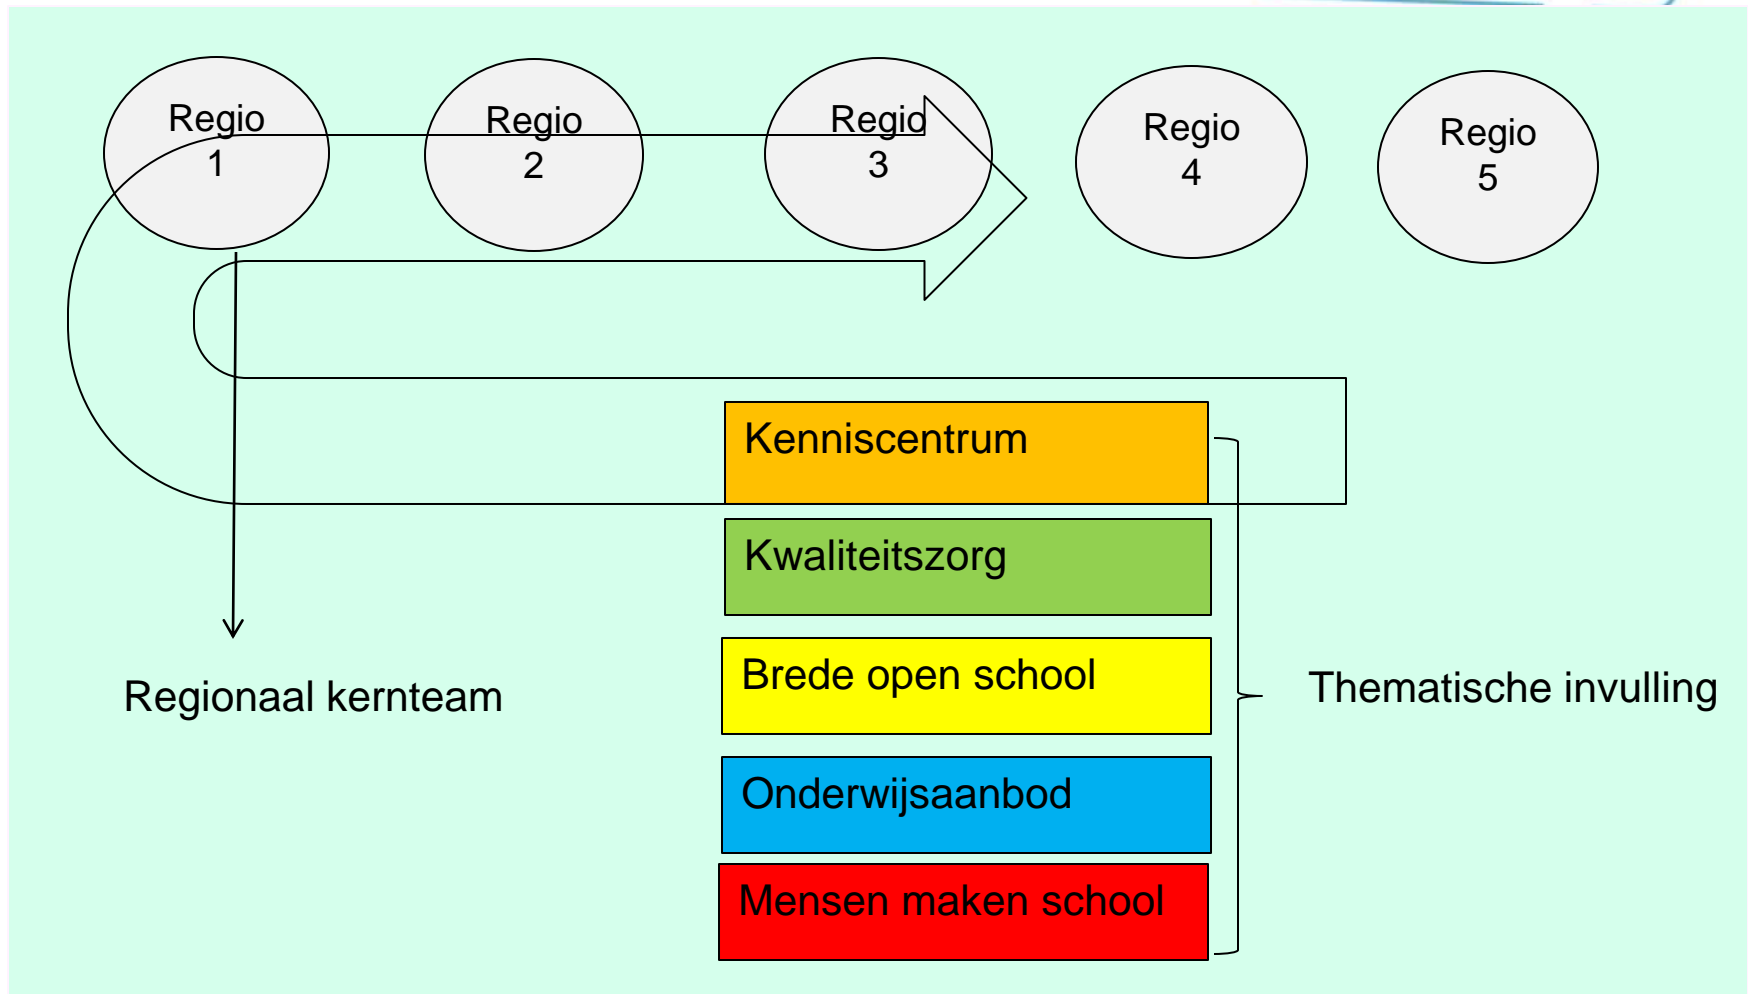 Regio
1
Regio
2
Regio
3
Regio
4
Regio
5
Kenniscentrum
Kwaliteitszorg
Brede open school
Regionaal kernteam
Thematische invulling
Onderwijsaanbod
Mensen maken school